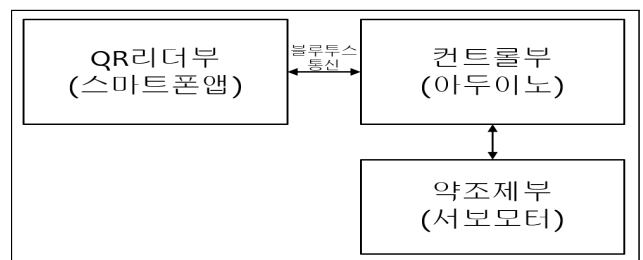 QR리더부
(스마트폰앱)
블루투스
통신
컨트롤부
(아두이노)
약조제부
(서보모터)